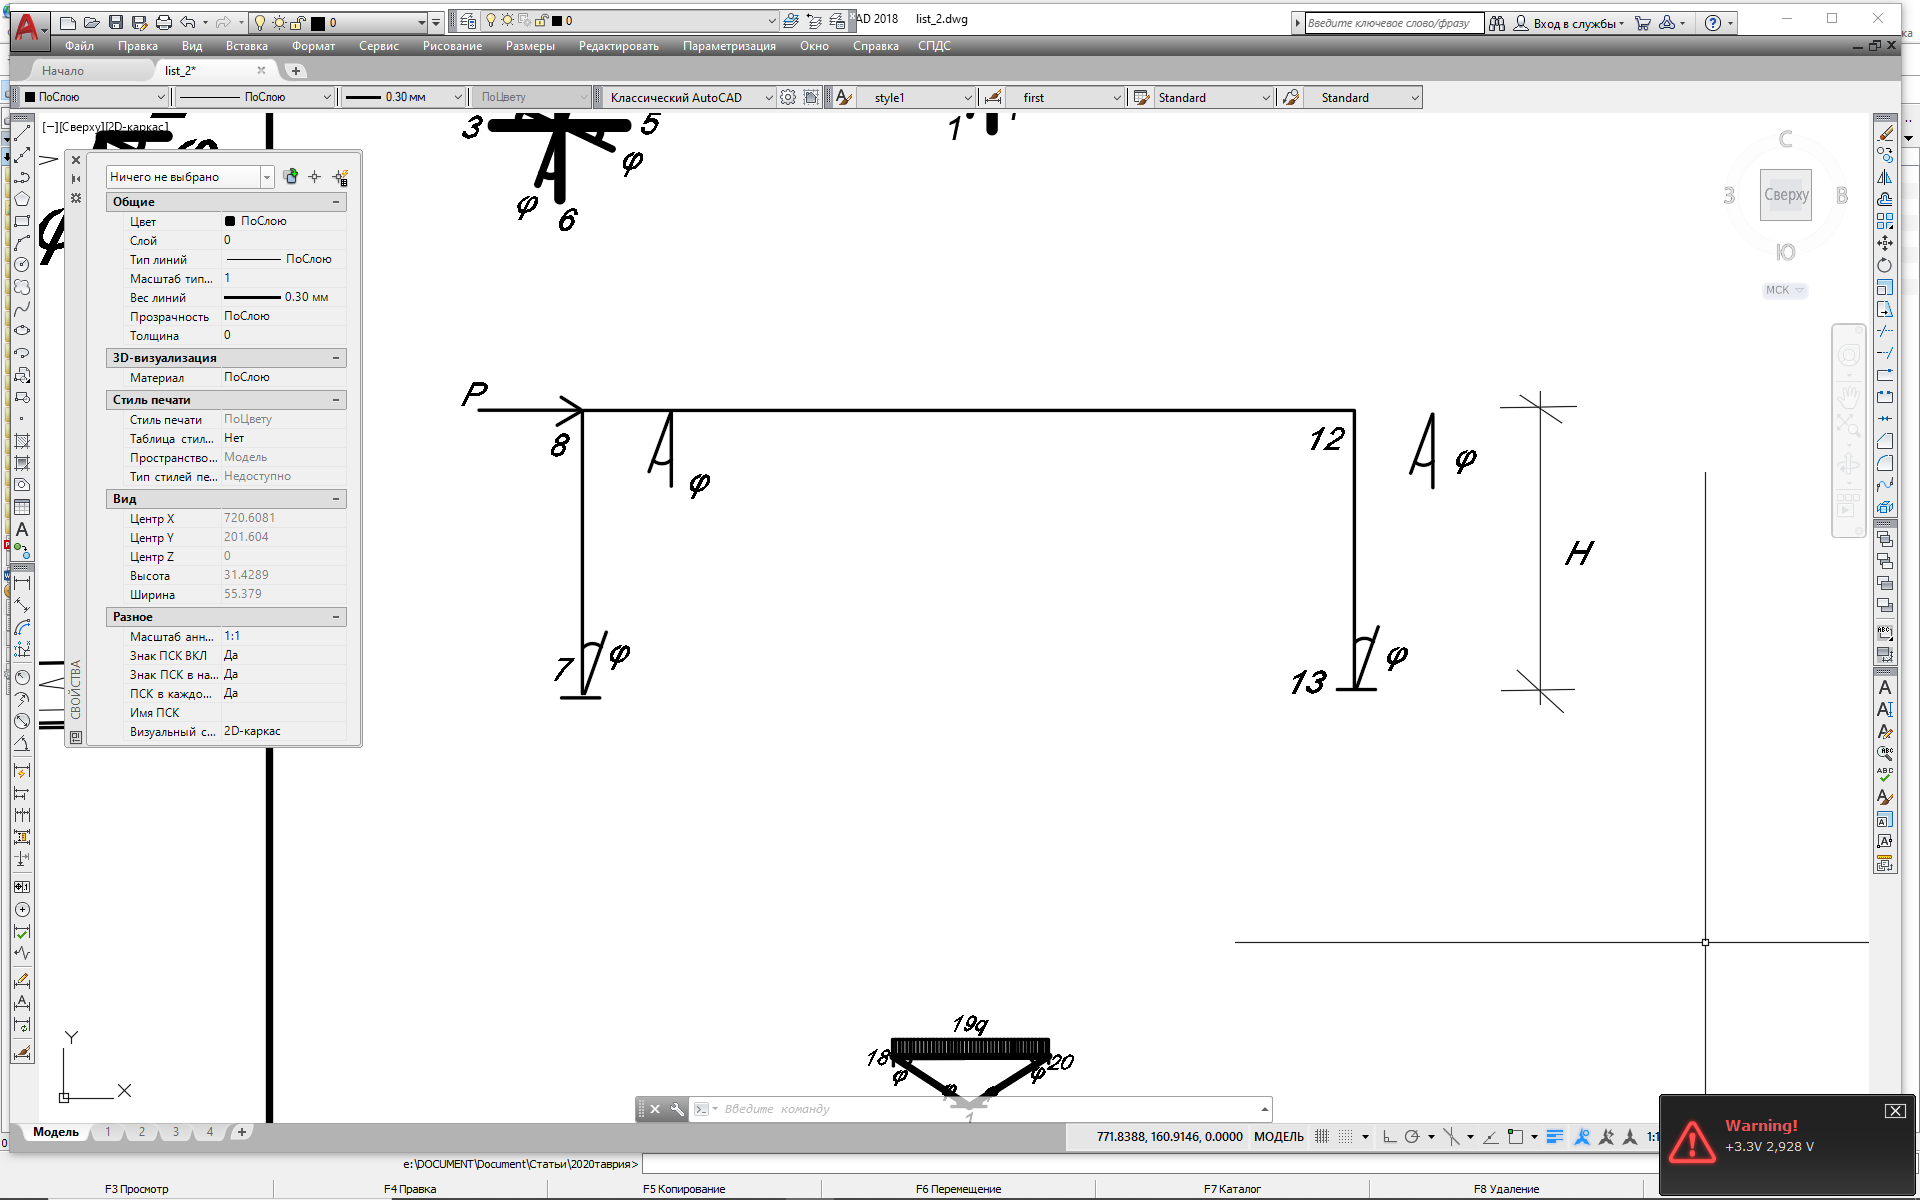 0
0
AD 2018
list_2.dwg
Введите ключевое слово/фразу
Вход в службы
Файл Правка Вид Вставка Формат Сервис Рисование Размеры Редактировать Параметризация Окно Справка СПДС
Начало
list_2*
ПоСлою
ПоСлою
0.30 мм
ПоЦвету
Классический AutoCAD
style1
first
Standard
Standard
[−][Сверху][2D-каркас]
СВОЙСТВА
Ничего не выбрано
Общие
Цвет ПоСлою
Слой 0
Тип линий ПоСлою
Масштаб тип... 1
Вес линий 0.30 мм
Прозрачность ПоСлою
Толщина 0
3D-визуализация
Материал ПоСлою
Стиль печати
Стиль печати ПоЦвету
Таблица стил... Нет
Пространство... Модель
Тип стилей пе... Недоступно
Вид
Центр X 720.6081
Центр Y 201.604
Центр Z 0
Высота 31.4289
Ширина 55.379
Разное
Масштаб анн... 1:1
Знак ПСК ВКЛ Да
Знак ПСК в на... Да
ПСК в каждо... Да
Имя ПСК
Визуальный с... 2D-каркас
3
5
φ
φ
6
1
φ
С
З
Сверху
В
Ю
МСК
P
8
φ
12
φ
H
7
φ
13
φ
19q
18
20
φ
φ
φ
1
Y
X
Введите команду
Модель 1 2 3 4
771.8388, 160.9146, 0.0000
МОДЕЛЬ
1:1
Warning!
+3.3V 2,928 V
e:\DOCUMENT\Document\Статьи\2020таврия>
F3 Просмотр F4 Правка F5 Копирование F6 Перемещение F7 Каталог F8 Удаление